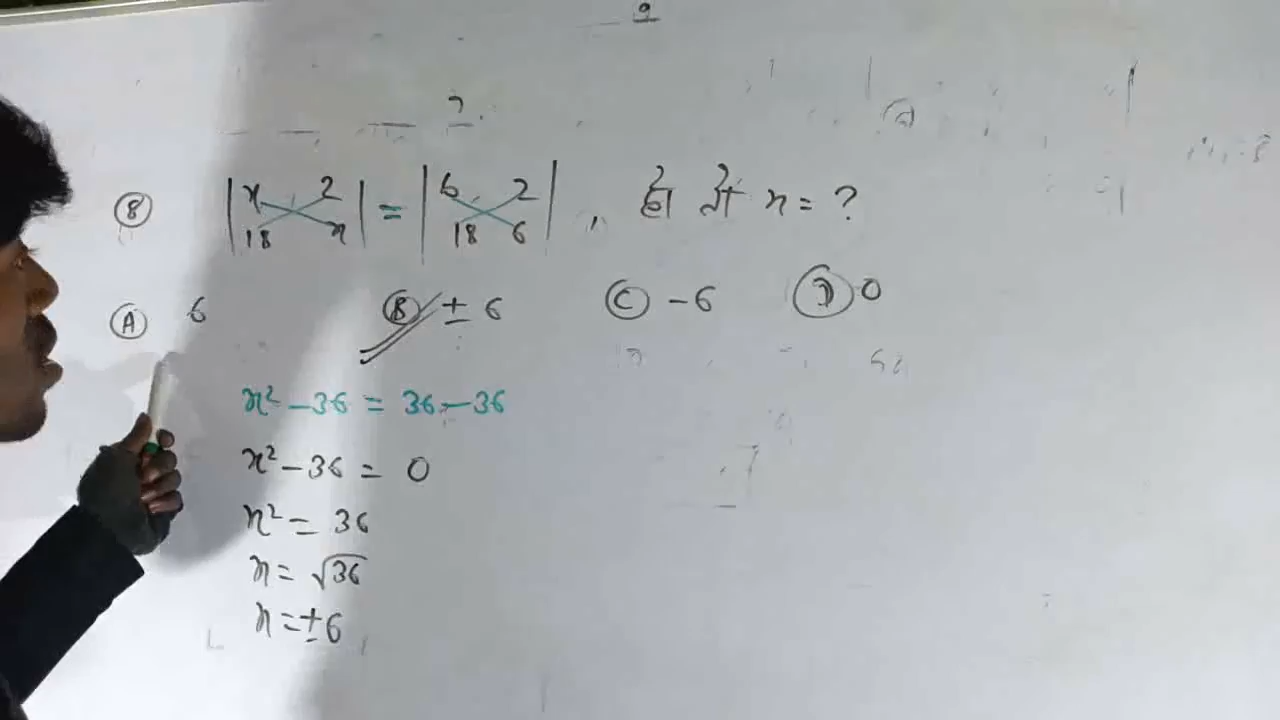 9
?
(8) | x 2 | = | 6 2 | , हो तो x = ?
| 18 x | | 18 6 |
(A) 6 (B) ± 6 (C) -6 (D) 0
x² - 36 = 36 - 36
x² - 36 = 0
x² = 36
x = √36
x = ±6